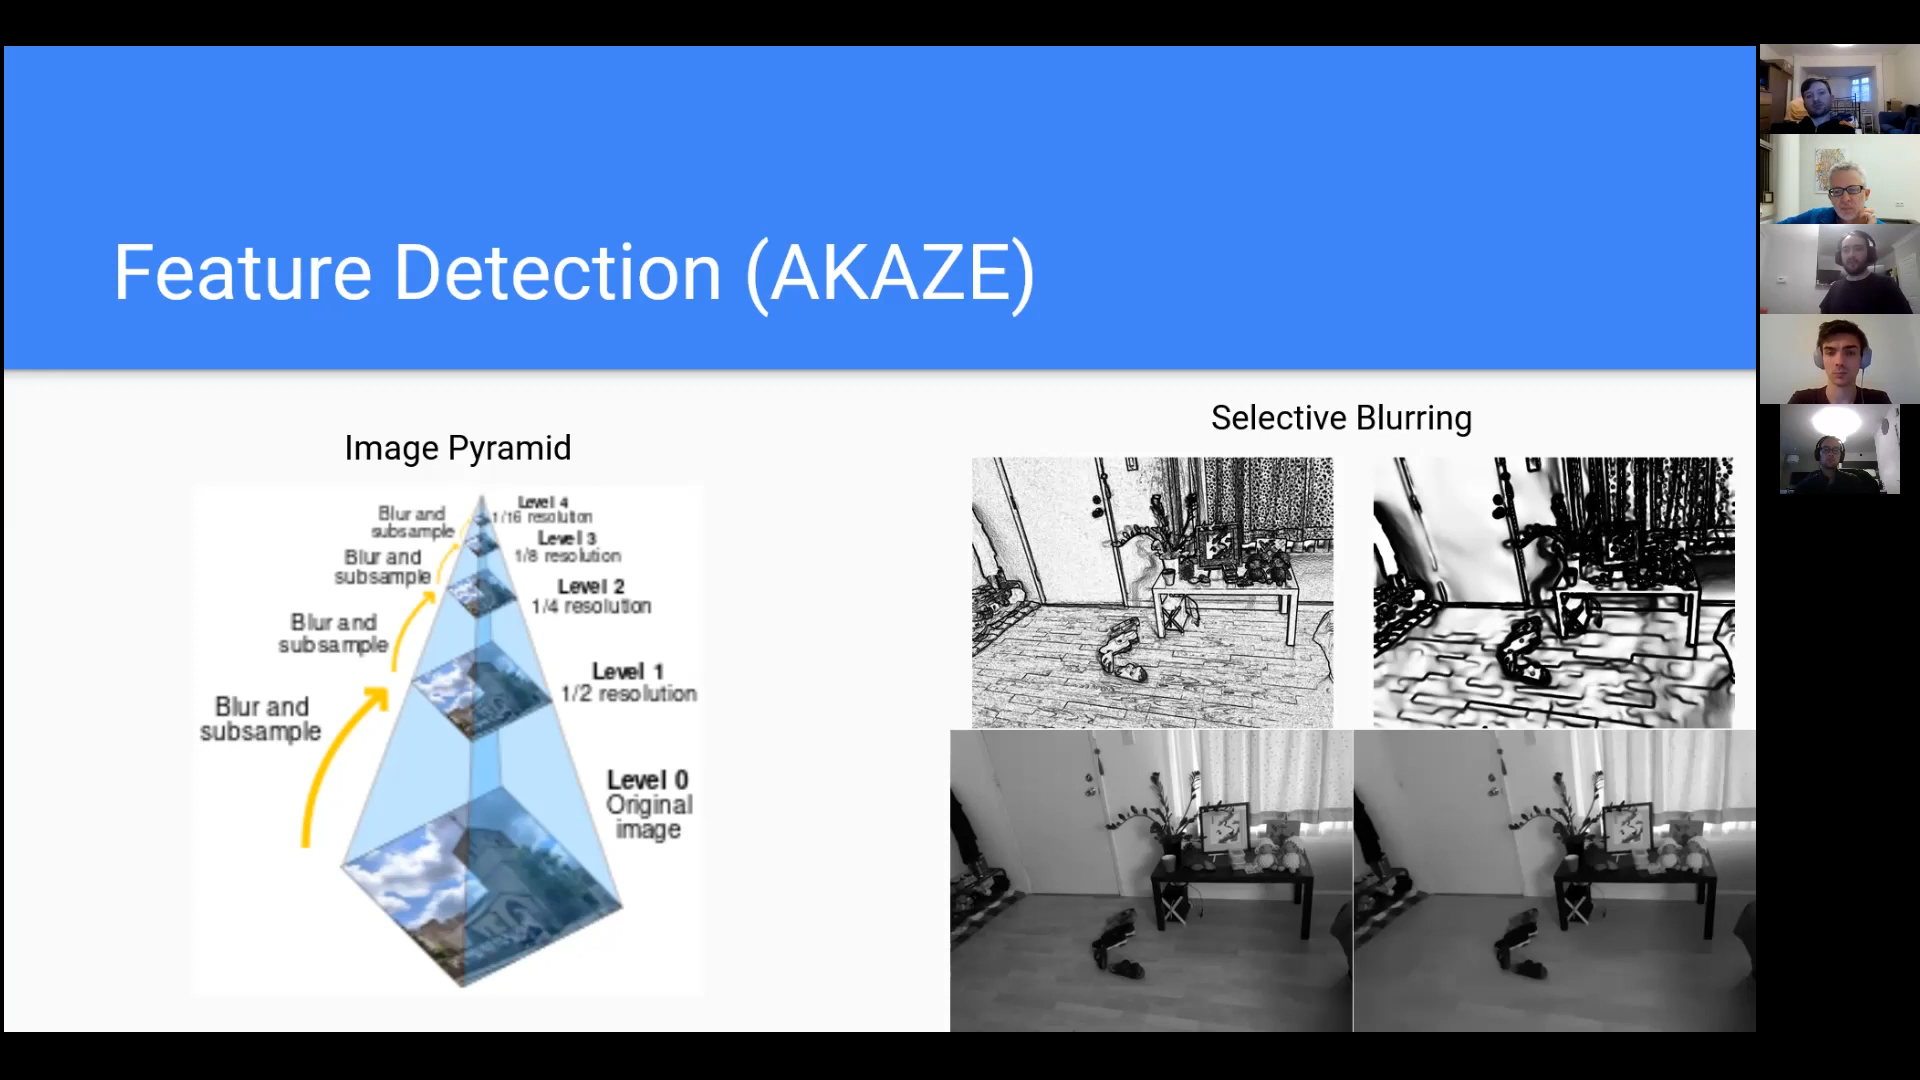 Feature Detection (AKAZE)
Image Pyramid
Blur and
subsample
Level 4
1/16 resolution
Blur and
subsample
Level 3
1/8 resolution
Blur and
subsample
Level 2
1/4 resolution
Blur and
subsample
Level 1
1/2 resolution
Level 0
Original
image
Selective Blurring